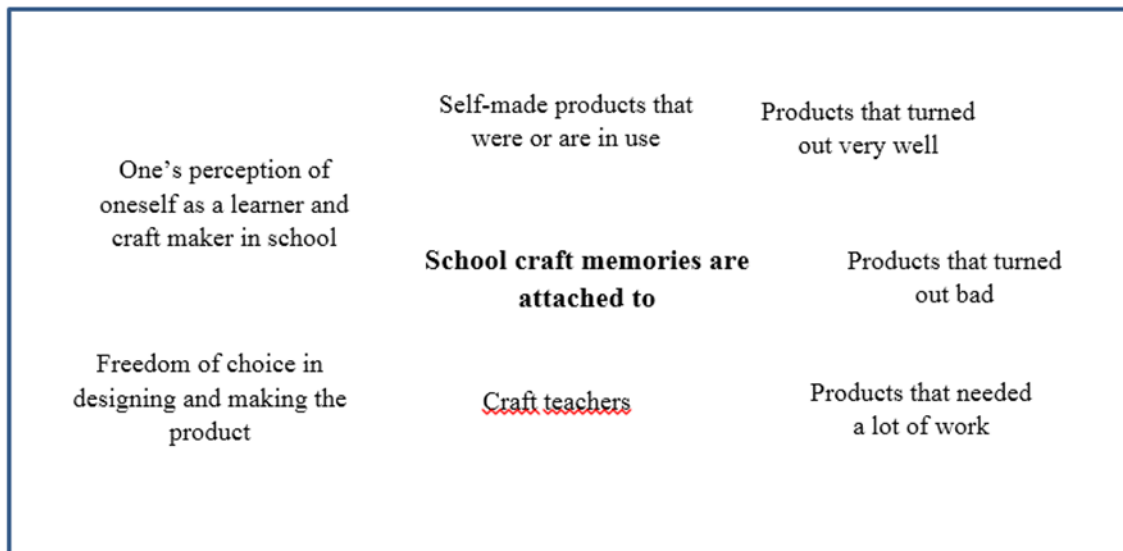 Self-made products that
were or are in use
Products that turned
out very well
One’s perception of
oneself as a learner and
craft maker in school
School craft memories are
attached to
Products that turned
out bad
Freedom of choice in
designing and making the
product
Craft teachers
Products that needed
a lot of work